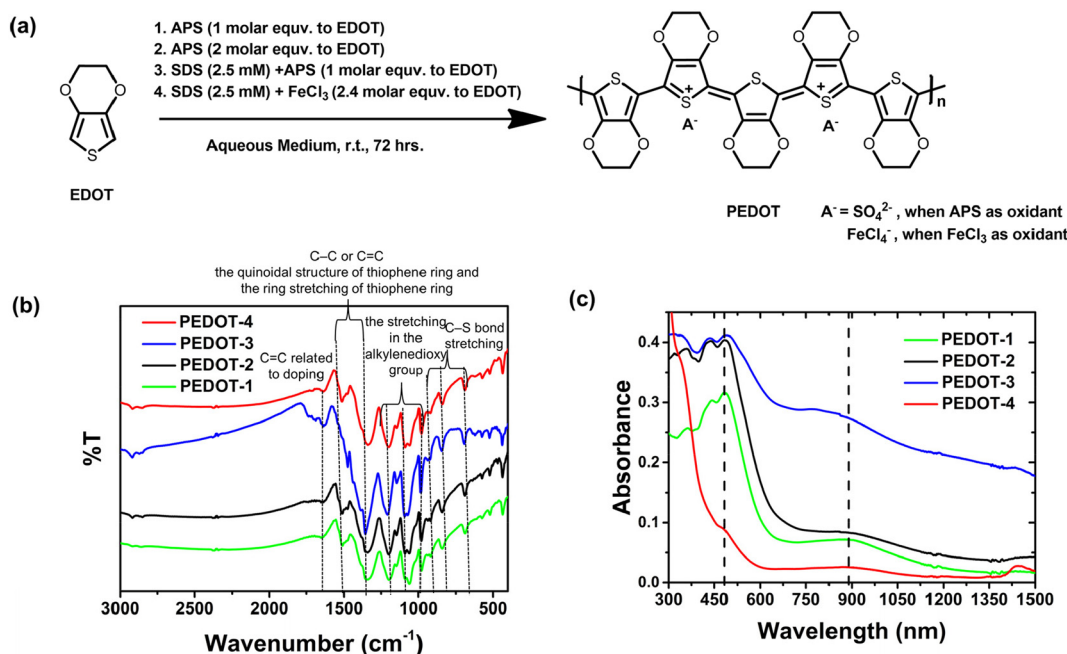 (a)
1. APS (1 molar equv. to EDOT)
2. APS (2 molar equv. to EDOT)
3. SDS (2.5 mM) +APS (1 molar equv. to EDOT)
4. SDS (2.5 mM) + FeCl3 (2.4 molar equv. to EDOT)
Aqueous Medium, r.t., 72 hrs.
O O
S
EDOT
O O O O
S S S S S
+ +
A- A-
n
O O O O O O
PEDOT A- = SO4 2- , when APS as oxidant
FeCl4- , when FeCl3 as oxidant
(b)
C–C or C=C
the quinoidal structure of thiophene ring and
the ring stretching of thiophene ring
PEDOT-4
PEDOT-3
PEDOT-2
PEDOT-1
C=C related
to doping
the stretching
in the
alkylenedioxy
group
C–S bond
stretching
%T
3000 2500 2000 1500 1000 500
Wavenumber (cm-1)
(c)
PEDOT-1
PEDOT-2
PEDOT-3
PEDOT-4
Absorbance
0.4
0.3
0.2
0.1
0.0
300 450 600 750 900 1050 1200 1350 1500
Wavelength (nm)